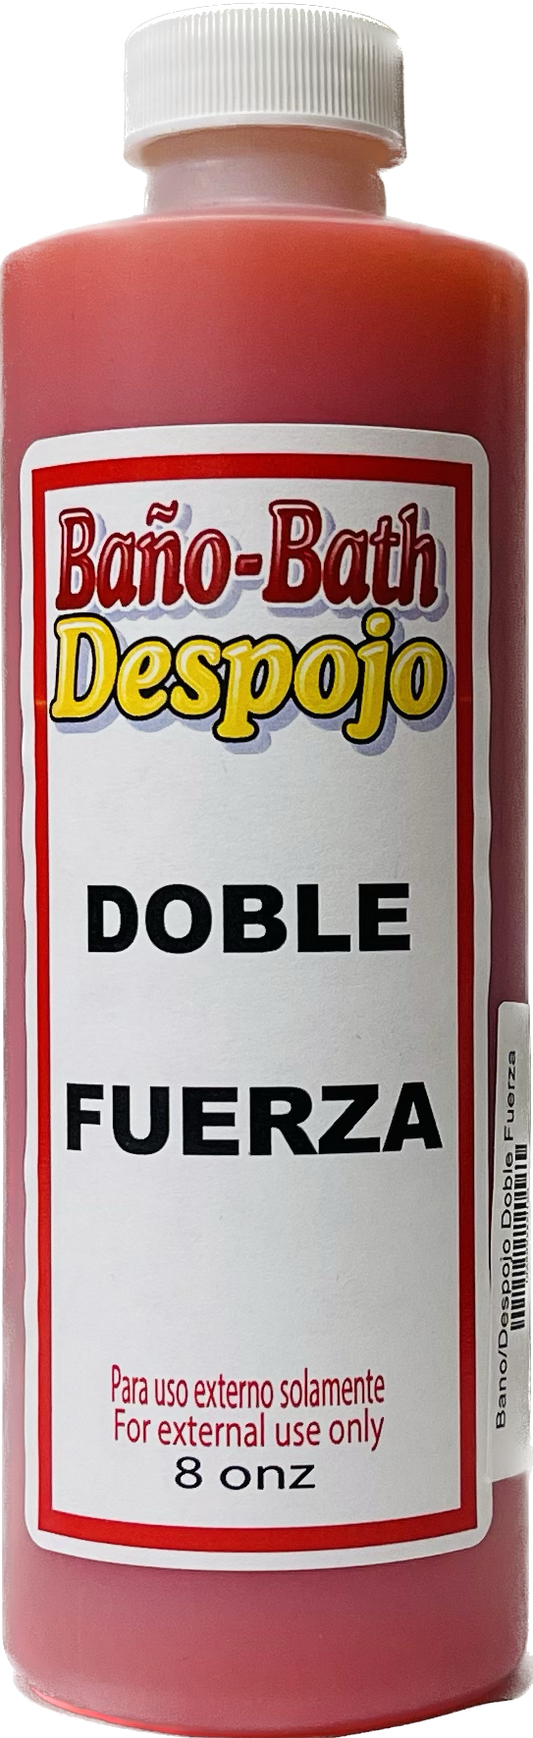 Baño-Bath
Despojo
DOBLE
FUERZA
Para uso externo solamente
For external use only
8 onz
Bano/Despojo Doble Fuerza